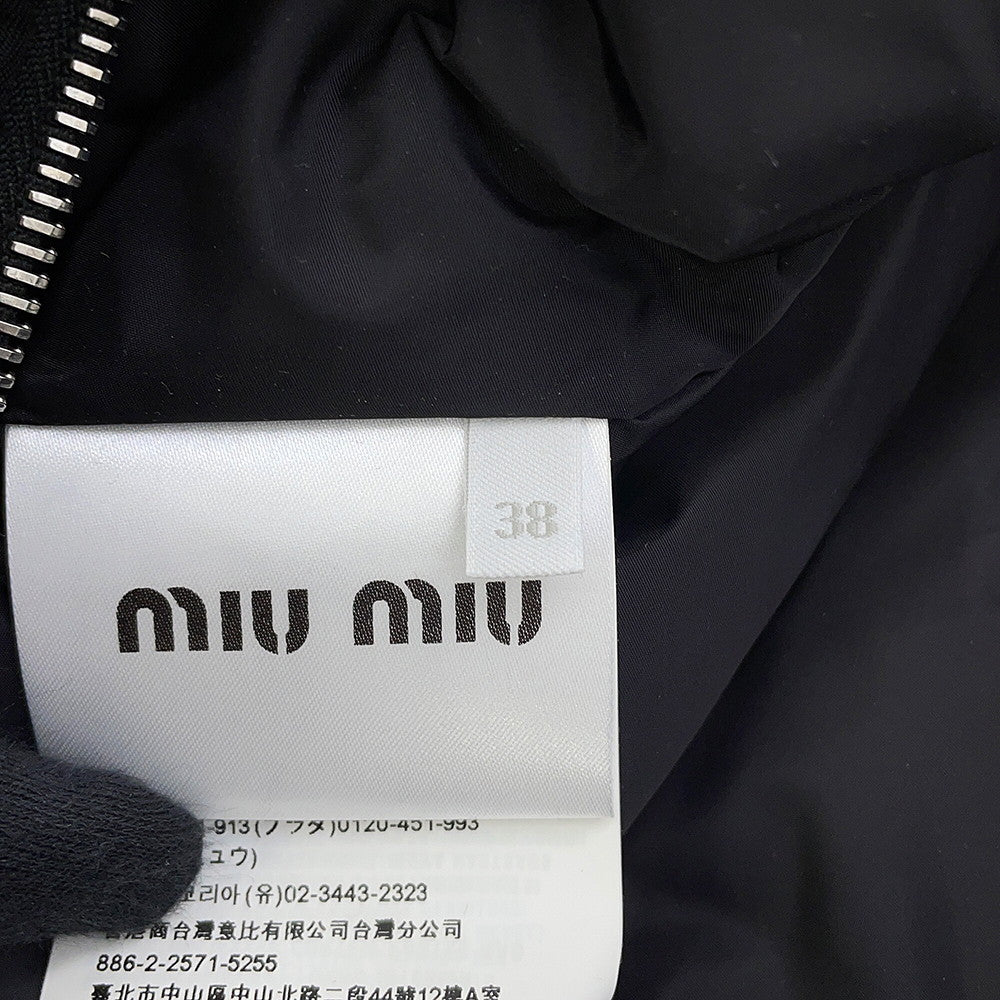 38
miu miu
-913(プラダ)0120-451-993
ュウ)
코리아(유)02-3443-2323
香港商台灣意比有限公司台灣分公司
886-2-2571-5255
臺北市中山區中山北路二段44號12樓A室